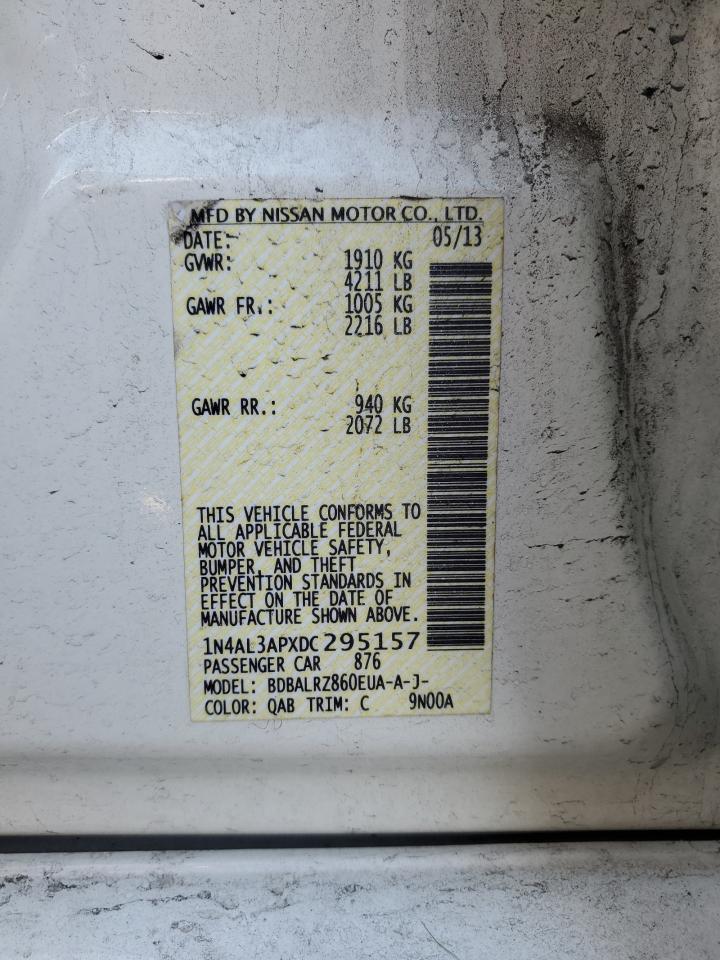 MFD BY NISSAN MOTOR CO., LTD.
DATE: 05/13
GVWR: 1910 KG
4211 LB
GAWR FR.: 1005 KG
2216 LB
GAWR RR.: 940 KG
2072 LB
THIS VEHICLE CONFORMS TO
ALL APPLICABLE FEDERAL
MOTOR VEHICLE SAFETY,
BUMPER, AND THEFT
PREVENTION STANDARDS IN
EFFECT ON THE DATE OF
MANUFACTURE SHOWN ABOVE.
1N4AL3APXDC295157
PASSENGER CAR 876
MODEL: BDBALRZ860EUA-A-J-
COLOR: QAB TRIM: C 9N00A